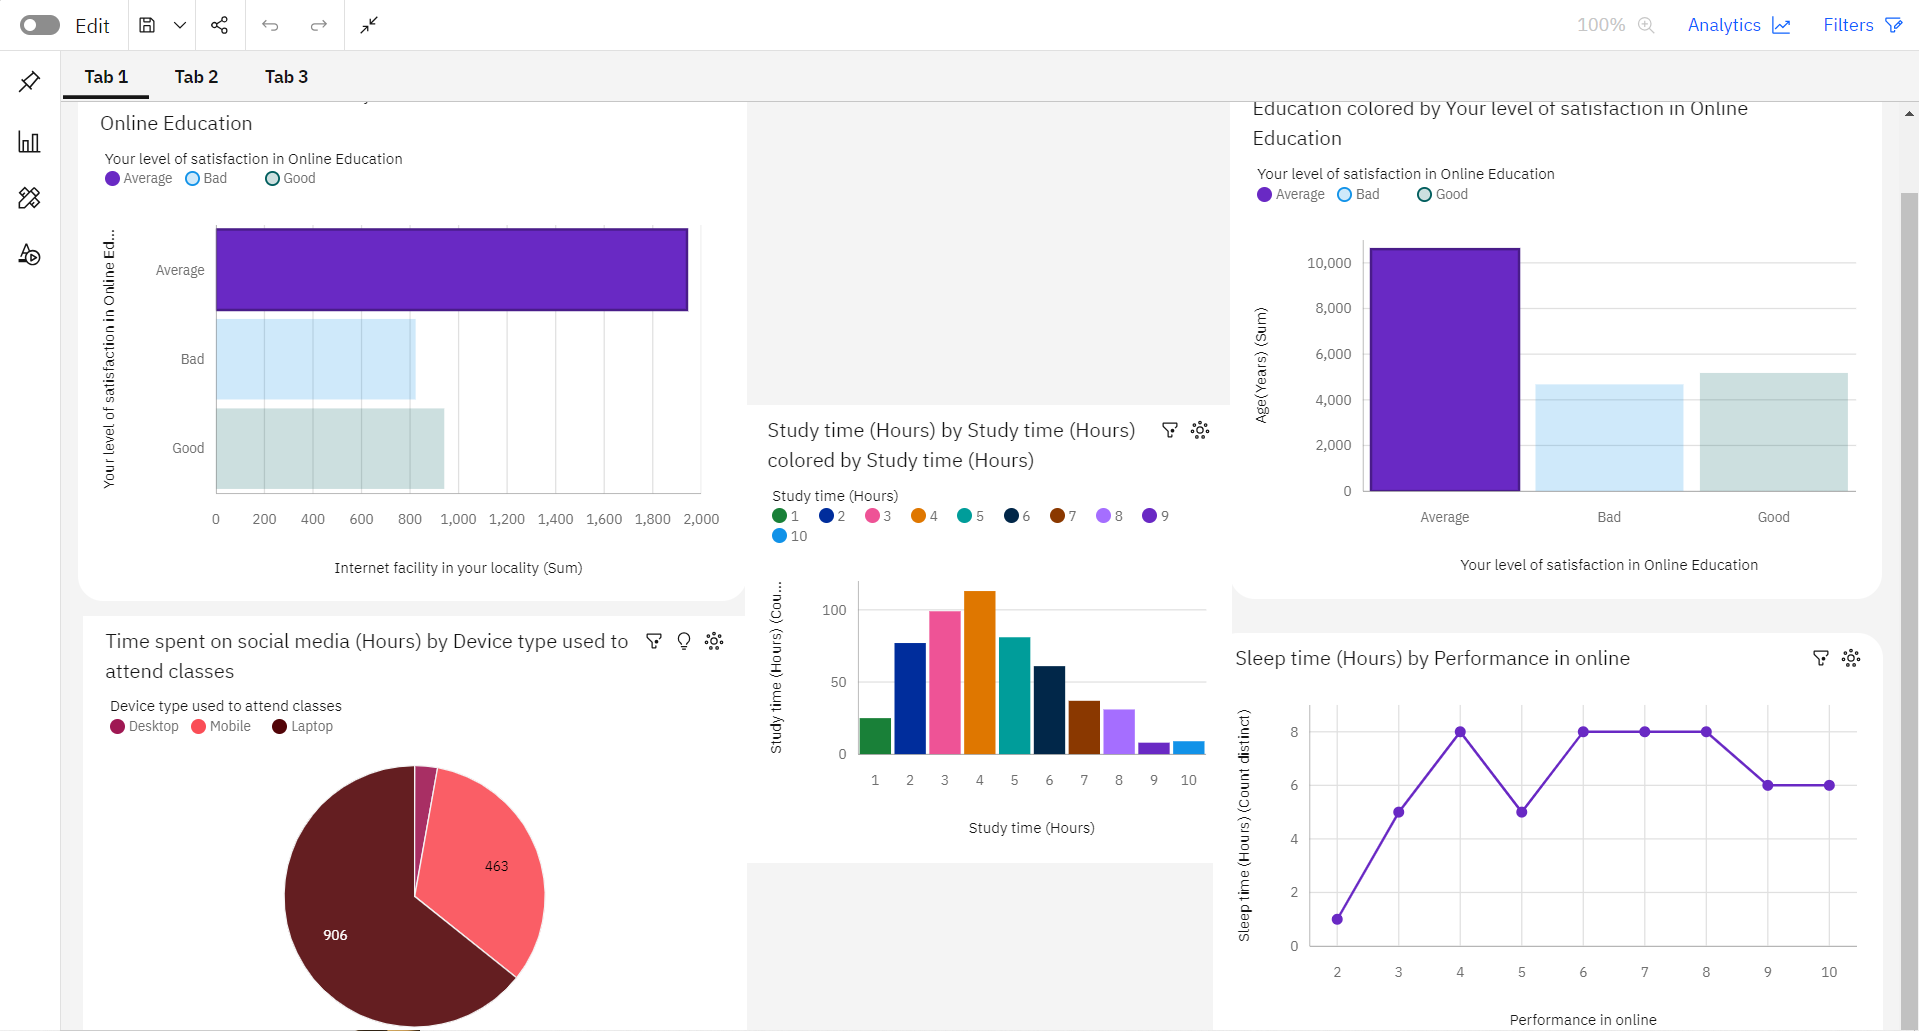 Edit
100%
Analytics
Filters
Tab 1
Tab 2
Tab 3
Online Education
Your level of satisfaction in Online Education
Average
Bad
Good
Your level of satisfaction in Online Ed...
Average
Bad
Good
0 200 400 600 800 1,000 1,200 1,400 1,600 1,800 2,000
Internet facility in your locality (Sum)
Time spent on social media (Hours) by Device type used to
attend classes
Device type used to attend classes
Desktop
Mobile
Laptop
463
906
Study time (Hours) by Study time (Hours)
colored by Study time (Hours)
Study time (Hours)
1 2 3 4 5 6 7 8 9
10
Study time (Hours) (Cou...
100
50
0
1 2 3 4 5 6 7 8 9 10
Study time (Hours)
Education colored by Your level of satisfaction in Online
Education
Your level of satisfaction in Online Education
Average
Bad
Good
Age(Years) (Sum)
10,000
8,000
6,000
4,000
2,000
0
Average
Bad
Good
Your level of satisfaction in Online Education
Sleep time (Hours) by Performance in online
Sleep time (Hours) (Count distinct)
8
6
4
2
0
2 3 4 5 6 7 8 9 10
Performance in online